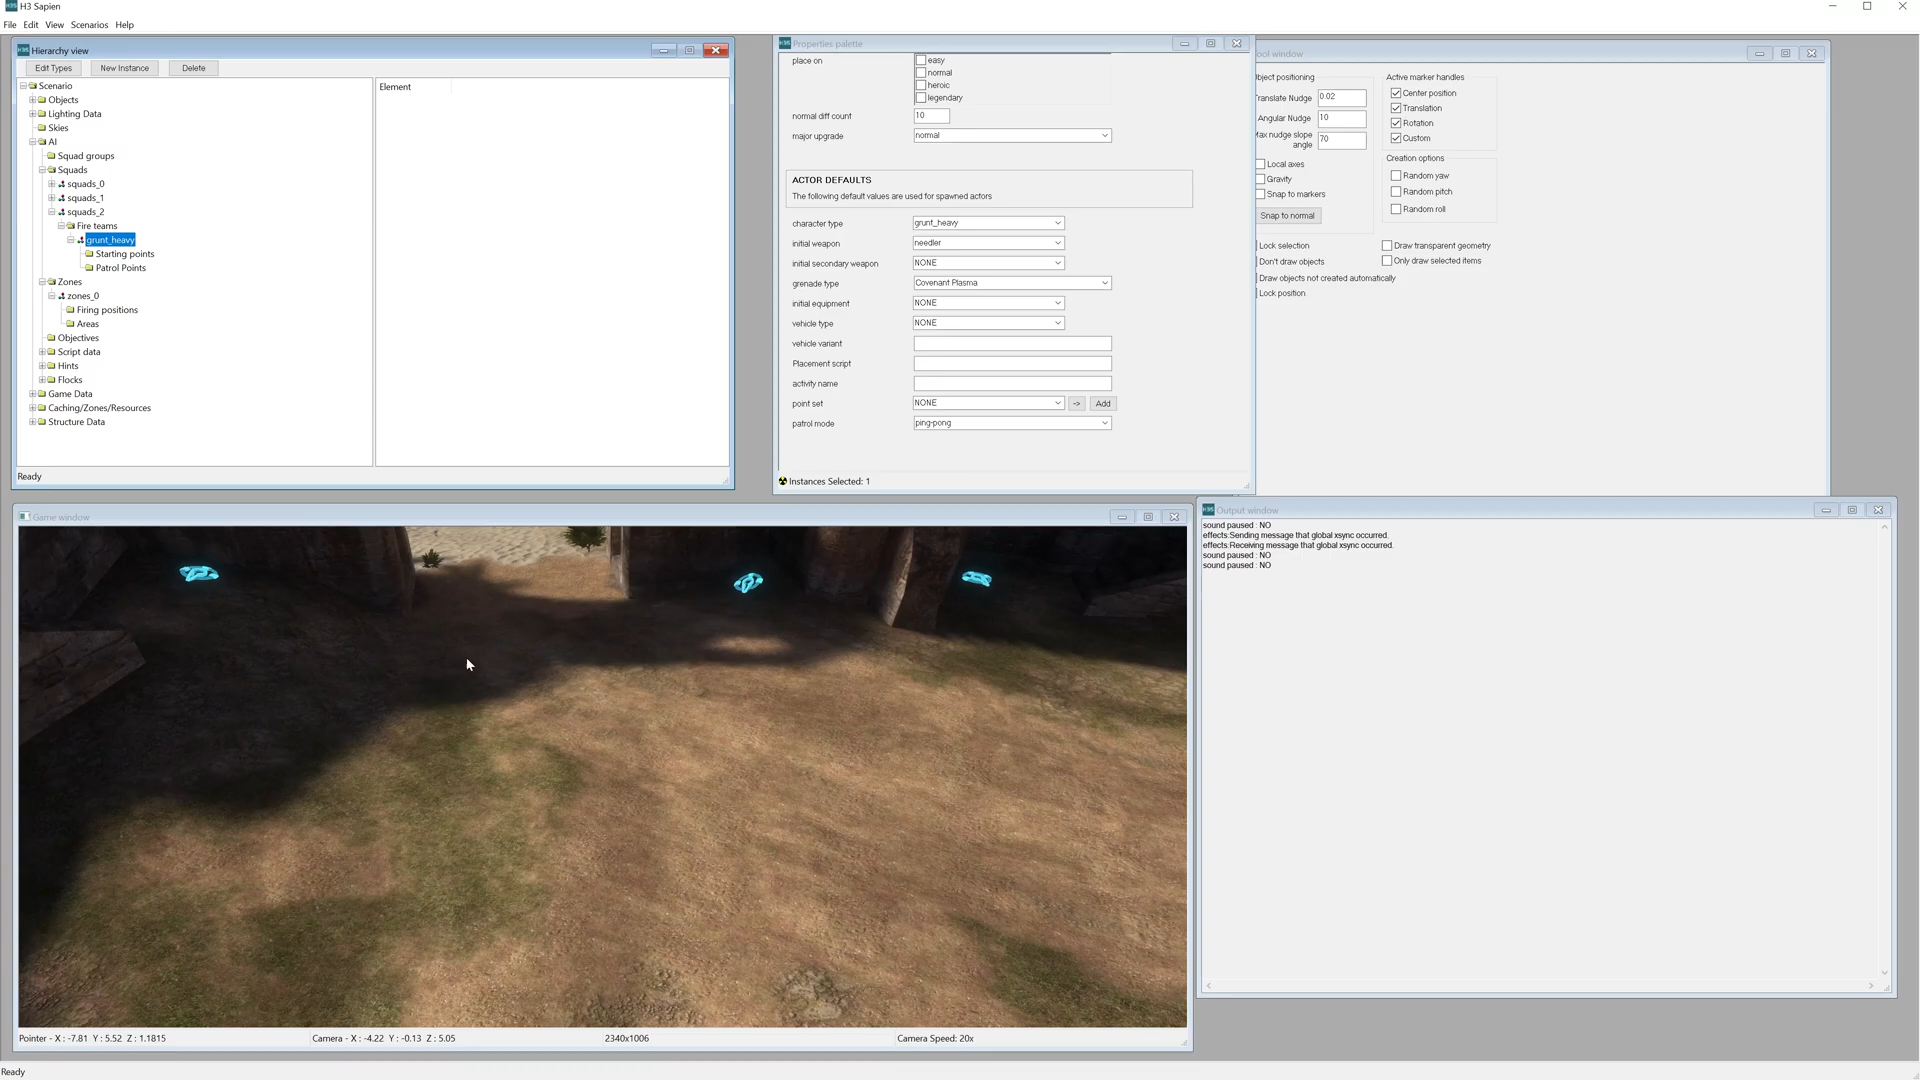 H3 Sapien
File Edit View Scenarios Help
Hierarchy view
Edit Types New Instance Delete
Scenario
Objects
Lighting Data
Skies
AI
Squad groups
Squads
squads_0
squads_1
squads_2
Fire teams
grunt_heavy
Starting points
Patrol Points
Zones
zones_0
Firing positions
Areas
Objectives
Script data
Hints
Flocks
Game Data
Caching/Zones/Resources
Structure Data
Element
Ready
Properties palette
place on
easy
normal
heroic
legendary
normal diff count 10
major upgrade normal
ACTOR DEFAULTS
The following default values are used for spawned actors
character type grunt_heavy
initial weapon needler
initial secondary weapon NONE
grenade type Covenant Plasma
initial equipment NONE
vehicle type NONE
vehicle variant
Placement script
activity name
point set NONE -> Add
patrol mode ping-pong
Instances Selected: 1
ool window
bject positioning
ranslate Nudge 0.02
Angular Nudge 10
ax nudge slope
angle 70
Local axes
Gravity
Snap to markers
Snap to normal
Active marker handles
Center position
Translation
Rotation
Custom
Creation options
Random yaw
Random pitch
Random roll
Lock selection
Don't draw objects
Draw objects not created automatically
Lock position
Draw transparent geometry
Only draw selected items
Game window
Pointer - X : -7.81 Y : 5.52 Z : 1.1815
Camera - X : -4.22 Y : -0.13 Z : 5.05
2340x1006
Camera Speed: 20x
Output window
sound paused : NO
effects:Sending message that global xsync occurred.
effects:Receiving message that global xsync occurred.
sound paused : NO
sound paused : NO
Ready